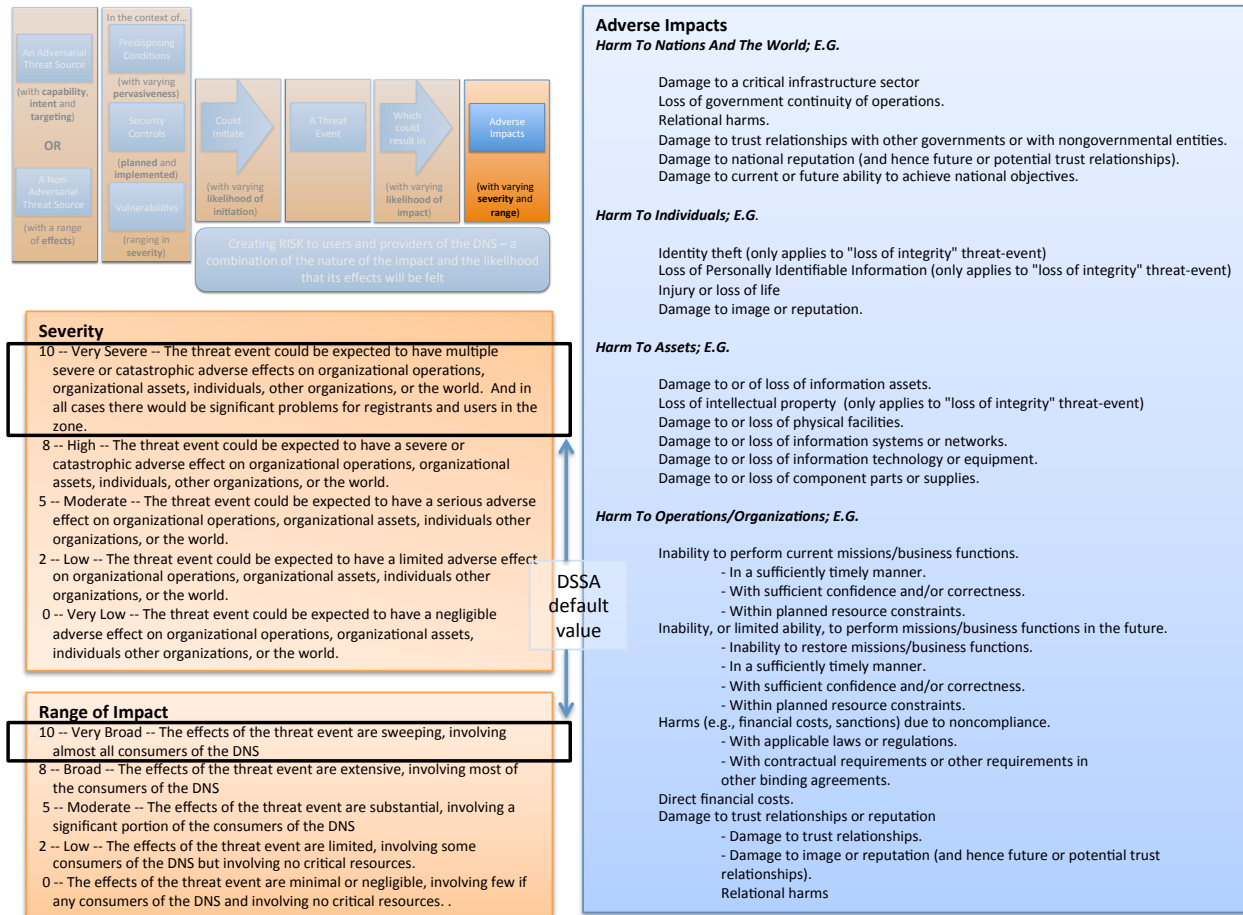 An Adversarial
Threat Source
(with capability,
intent and
targeting)
OR
A Non-
Adversarial
Threat Source
(with a range
of effects)
In the context of…
Predisposing
Conditions
(with varying
pervasiveness)
Security
Controls
(planned and
implemented)
Vulnerabilities
(ranging in
severity)
Could
Initiate
(with varying
likelihood of
initiation)
A Threat
Event
Which
could
result in
(with varying
likelihood of
impact)
Adverse
Impacts
(with varying
severity and
range)
Creating RISK to users and providers of the DNS – a
combination of the nature of the impact and the likelihood
that its effects will be felt
Severity
10 -- Very Severe -- The threat event could be expected to have multiple
severe or catastrophic adverse effects on organizational operations,
organizational assets, individuals, other organizations, or the world.  And in
all cases there would be significant problems for registrants and users in the
zone.
8 -- High -- The threat event could be expected to have a severe or
catastrophic adverse effect on organizational operations, organizational
assets, individuals, other organizations, or the world.
5 -- Moderate -- The threat event could be expected to have a serious adverse
effect on organizational operations, organizational assets, individuals other
organizations, or the world.
2 -- Low -- The threat event could be expected to have a limited adverse effect
on organizational operations, organizational assets, individuals other
organizations, or the world.
0 -- Very Low -- The threat event could be expected to have a negligible
adverse effect on organizational operations, organizational assets,
individuals other organizations, or the world.
DSSA
default
value
Range of Impact
10 -- Very Broad -- The effects of the threat event are sweeping, involving
almost all consumers of the DNS
8 -- Broad -- The effects of the threat event are extensive, involving most of
the consumers of the DNS
5 -- Moderate -- The effects of the threat event are substantial, involving a
significant portion of the consumers of the DNS
2 -- Low -- The effects of the threat event are limited, involving some
consumers of the DNS but involving no critical resources.
0 -- The effects of the threat event are minimal or negligible, involving few if
any consumers of the DNS and involving no critical resources. .
Adverse Impacts
Harm To Nations And The World; E.G.
Damage to a critical infrastructure sector
Loss of government continuity of operations.
Relational harms.
Damage to trust relationships with other governments or with nongovernmental entities.
Damage to national reputation (and hence future or potential trust relationships).
Damage to current or future ability to achieve national objectives.
Harm To Individuals; E.G.
Identity theft (only applies to "loss of integrity" threat-event)
Loss of Personally Identifiable Information (only applies to "loss of integrity" threat-event)
Injury or loss of life
Damage to image or reputation.
Harm To Assets; E.G.
Damage to or of loss of information assets.
Loss of intellectual property  (only applies to "loss of integrity" threat-event)
Damage to or loss of physical facilities.
Damage to or loss of information systems or networks.
Damage to or loss of information technology or equipment.
Damage to or loss of component parts or supplies.
Harm To Operations/Organizations; E.G.
Inability to perform current missions/business functions.
- In a sufficiently timely manner.
- With sufficient confidence and/or correctness.
- Within planned resource constraints.
Inability, or limited ability, to perform missions/business functions in the future.
- Inability to restore missions/business functions.
- In a sufficiently timely manner.
- With sufficient confidence and/or correctness.
- Within planned resource constraints.
Harms (e.g., financial costs, sanctions) due to noncompliance.
- With applicable laws or regulations.
- With contractual requirements or other requirements in
other binding agreements.
Direct financial costs.
Damage to trust relationships or reputation
- Damage to trust relationships.
- Damage to image or reputation (and hence future or potential trust
relationships).
Relational harms